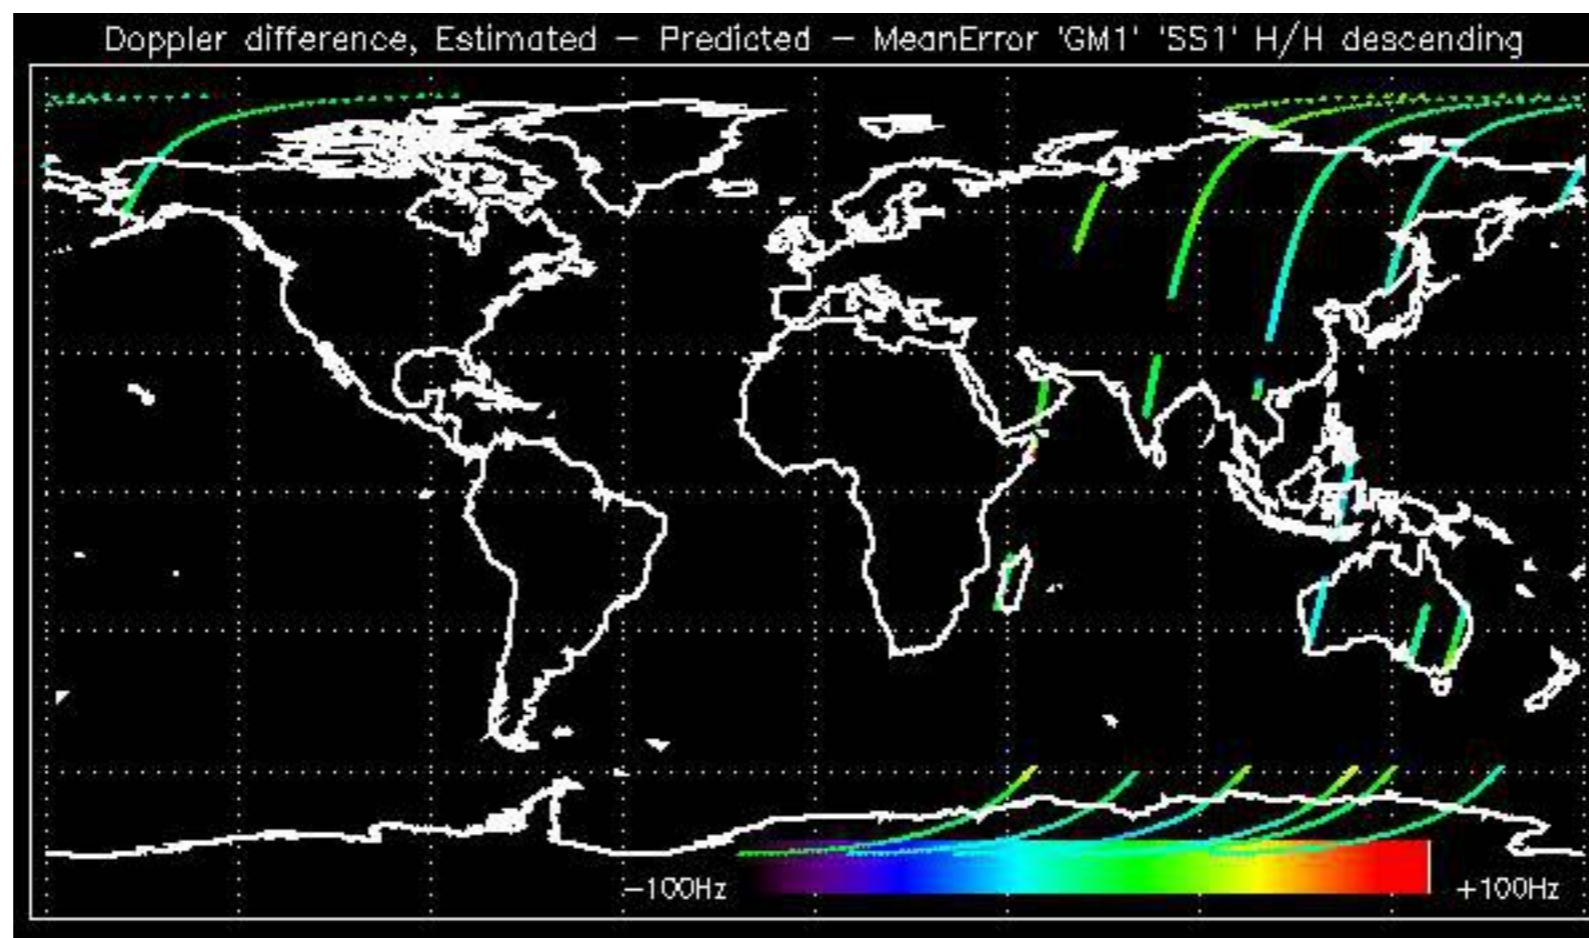 Doppler difference, Estimated – Predicted – MeanError 'GM1' 'SS1' H/H descending
–100Hz +100Hz